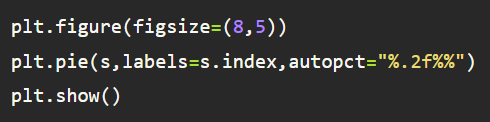 plt.figure(figsize=(8,5))
plt.pie(s,labels=s.index,autopct="%.2f%%")
plt.show()